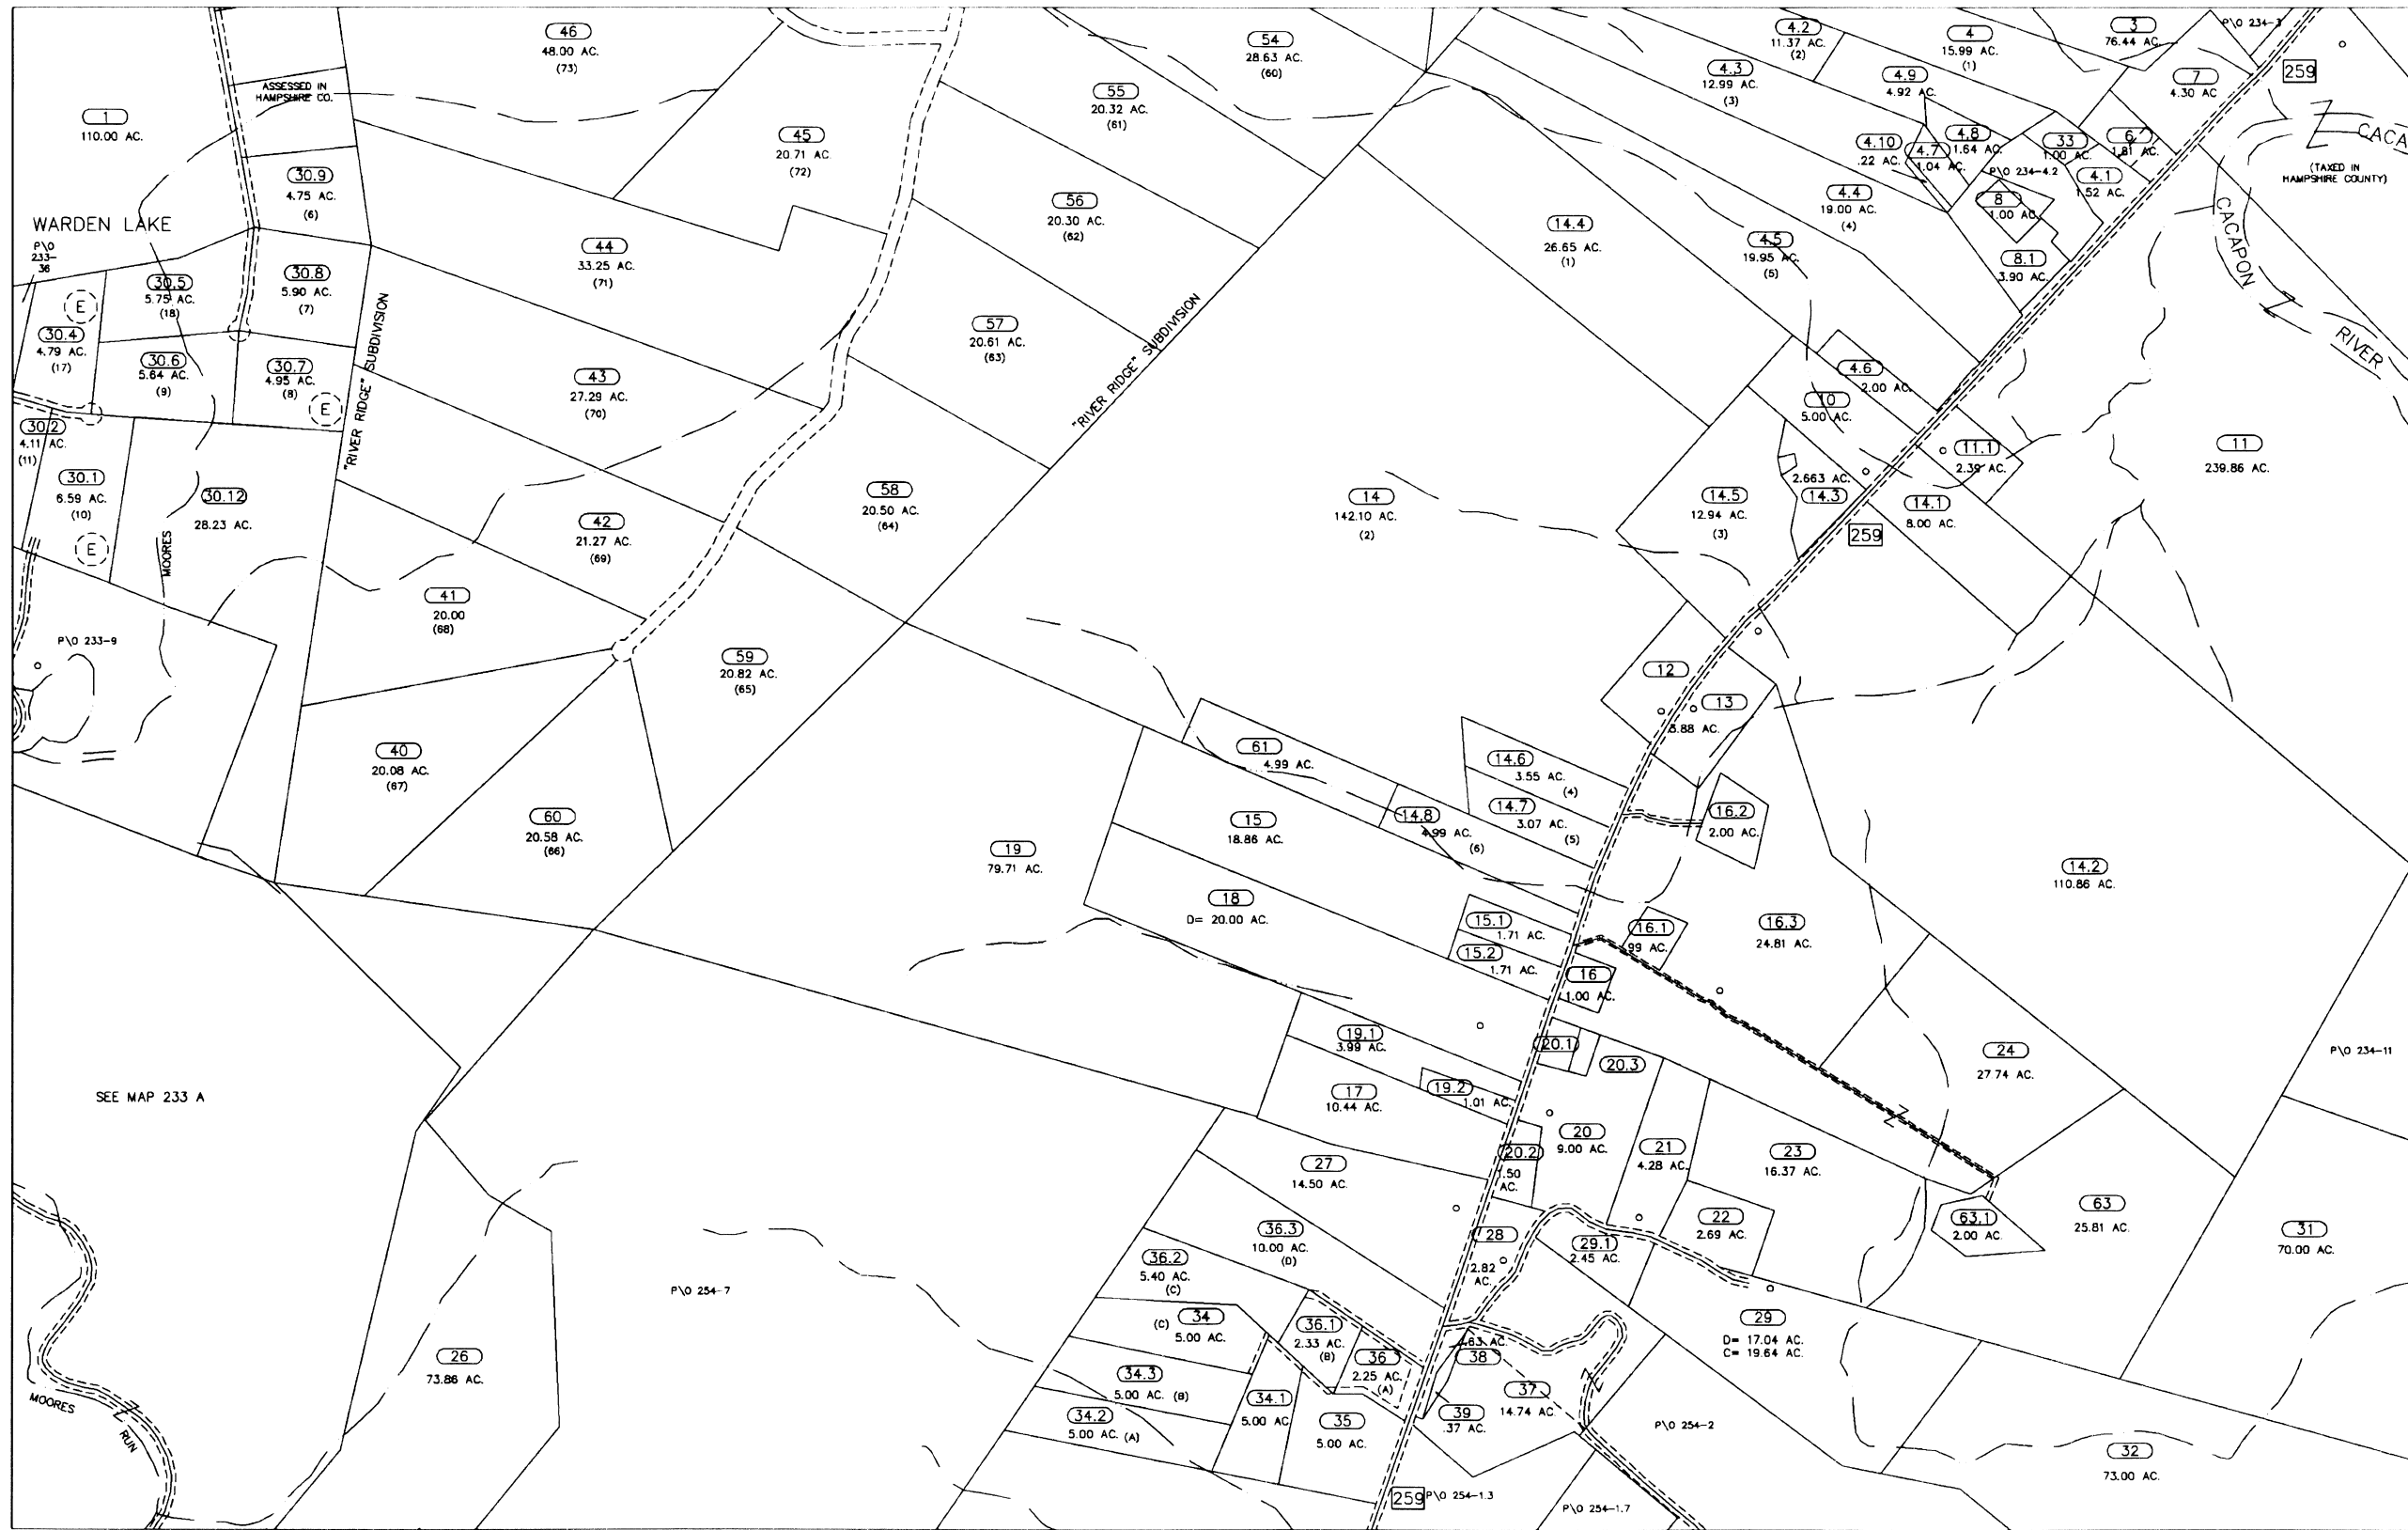 46
48.00 AC.
(73)
54
28.63 AC.
(60)
4.2
11.37 AC.
(2)
4
15.99 AC.
(1)
3
76.44 AC.
P\O 234-3
259
ASSESSED IN
HAMPSHIRE CO.
1
110.00 AC.
55
20.32 AC.
(61)
4.3
12.99 AC.
(3)
4.9
4.92 AC.
7
4.30 AC
45
20.71 AC.
(72)
4.10
.22 AC.
4.7
1.04 AC.
4.8
1.64 AC.
33
1.00 AC.
6
1.81 AC.
CACA
(TAXED IN
HAMPSHIRE COUNTY)
30.9
4.75 AC.
(6)
P\O 234-4.2
4.1
1.52 AC.
WARDEN LAKE
56
20.30 AC.
(62)
4.4
19.00 AC.
(4)
8
1.00 AC.
14.4
26.65 AC.
(1)
4.5
19.95 AC.
(5)
8.1
3.90 AC.
CACAPON
RIVER
P\O
233-
36
44
33.25 AC.
(71)
30.5
5.75 AC.
(18)
30.8
5.90 AC.
(7)
E
30.4
4.79 AC.
(17)
"RIVER RIDGE" SUBDIVISION
57
20.61 AC.
(63)
"RIVER RIDGE" SUBDIVISION
30.6
5.64 AC.
(9)
30.7
4.95 AC.
(8)
E
43
27.29 AC.
(70)
4.6
2.00 AC.
10
5.00 AC.
30.2
4.11 AC.
(11)
11.1
2.39 AC.
11
239.86 AC.
30.1
6.59 AC.
(10)
30.12
28.23 AC.
58
20.50 AC.
(64)
14
142.10 AC.
(2)
14.5
12.94 AC.
(3)
2.663 AC.
14.3
14.1
8.00 AC.
259
42
21.27 AC.
(69)
E
MOORES
41
20.00
(68)
P\O 233-9
59
20.82 AC.
(65)
12
13
5.88 AC.
40
20.08 AC.
(67)
61
4.99 AC.
14.6
3.55 AC.
(4)
14.7
3.07 AC.
(5)
16.2
2.00 AC.
60
20.58 AC.
(66)
15
18.86 AC.
14.8
4.99 AC.
(6)
19
79.71 AC.
14.2
110.86 AC.
18
D= 20.00 AC.
15.1
1.71 AC.
16.1
.99 AC.
16.3
24.81 AC.
15.2
1.71 AC.
16
1.00 AC.
19.1
3.99 AC.
20.1
20.3
24
27.74 AC.
P\O 234-11
SEE MAP 233 A
17
10.44 AC.
19.2
1.01 AC.
20
9.00 AC.
21
4.28 AC.
23
16.37 AC.
20.2
.50
AC.
27
14.50 AC.
63
25.81 AC.
22
2.69 AC.
63.1
2.00 AC.
31
70.00 AC.
36.3
10.00 AC.
(D)
28
2.82
AC.
29.1
2.45 AC.
36.2
5.40 AC.
(C)
P\O 254-7
34
(C)
5.00 AC.
36.1
2.33 AC.
(B)
29
D= 17.04 AC.
C= 19.64 AC.
.63 AC.
38
26
73.86 AC.
36
2.25 AC.
(A)
34.3
5.00 AC. (B)
37
14.74 AC.
34.1
5.00 AC
34.2
5.00 AC. (A)
35
5.00 AC.
39
.37 AC.
P\O 254-2
MOORES
RUN
32
73.00 AC.
259
P\O 254-1.3
P\O 254-1.7